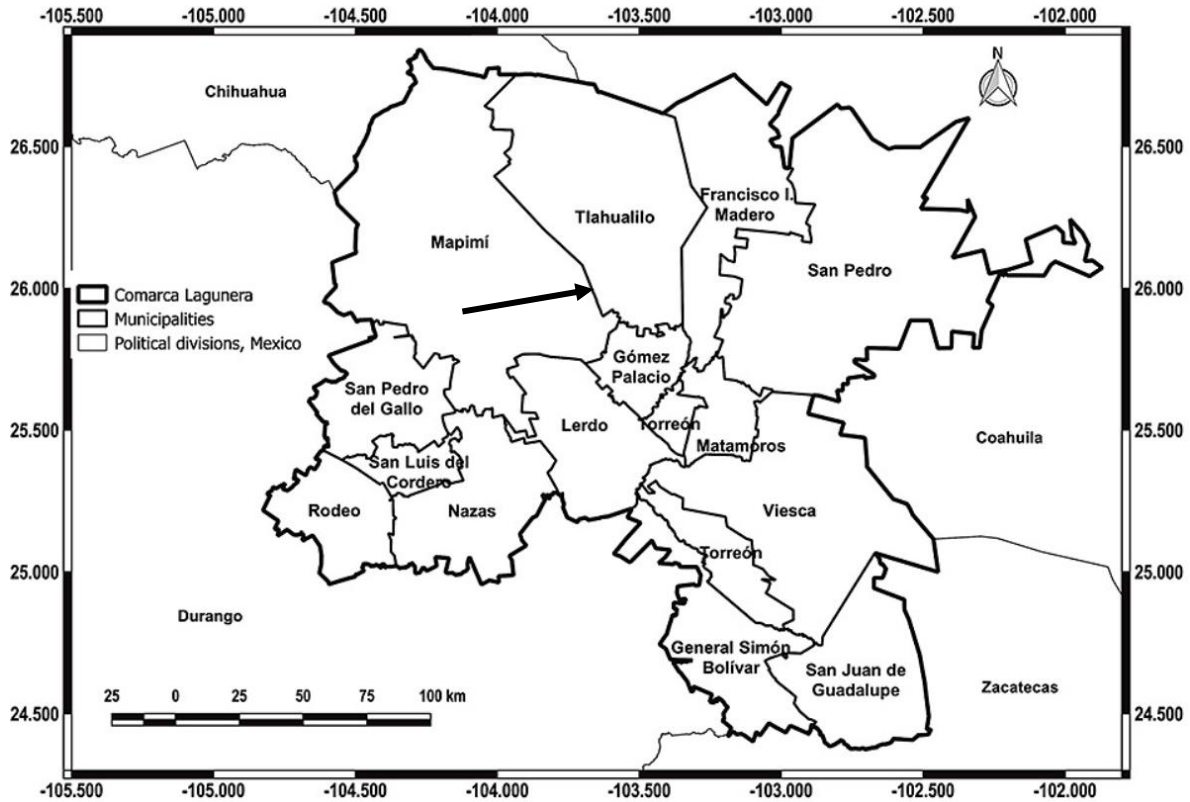 -105.500 -105.000 -104.500 -104.000 -103.500 -103.000 -102.500 -102.000
N
Chihuahua
26.500 26.500
Francisco I.
Madero
Tlahualilo
Mapimí
San Pedro
26.000 26.000
Comarca Lagunera
Municipalities
Political divisions, Mexico
Gómez
Palacio
San Pedro
del Gallo
25.500 25.500
Lerdo
Torreón
Matamoros
Coahuila
San Luis del
Cordero
Rodeo
Nazas
Viesca
Torreón
25.000 25.000
Durango
General Simón
Bolívar
San Juan de
Guadalupe
Zacatecas
25 0 25 50 75 100 km
24.500 24.500
-105.500 -105.000 -104.500 -104.000 -103.500 -103.000 -102.500 -102.000